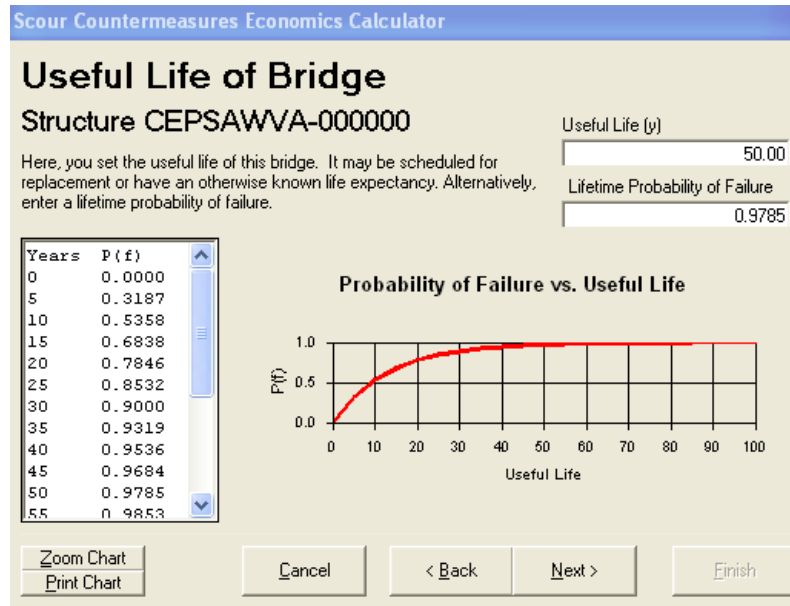 Scour Countermeasures Economics Calculator
Useful Life of Bridge
Structure CEPSAWVA-000000
Here, you set the useful life of this bridge. It may be scheduled for
replacement or have an otherwise known life expectancy. Alternatively,
enter a lifetime probability of failure.
Useful Life (y)
50.00
Lifetime Probability of Failure
0.9785
Years P(f)
0 0.0000
5 0.3187
10 0.5358
15 0.6838
20 0.7846
25 0.8532
30 0.9000
35 0.9319
40 0.9536
45 0.9684
50 0.9785
55 0.9853
Probability of Failure vs. Useful Life
P(f)
1.0
0.5
0.0
0 10 20 30 40 50 60 70 80 90 100
Useful Life
Zoom Chart
Print Chart
Cancel
< Back
Next >
Finish